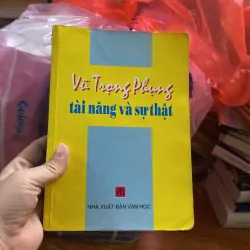 Vũ Trọng Phụng
tài năng và sự thật
NHÀ XUẤT BẢN VĂN HỌC